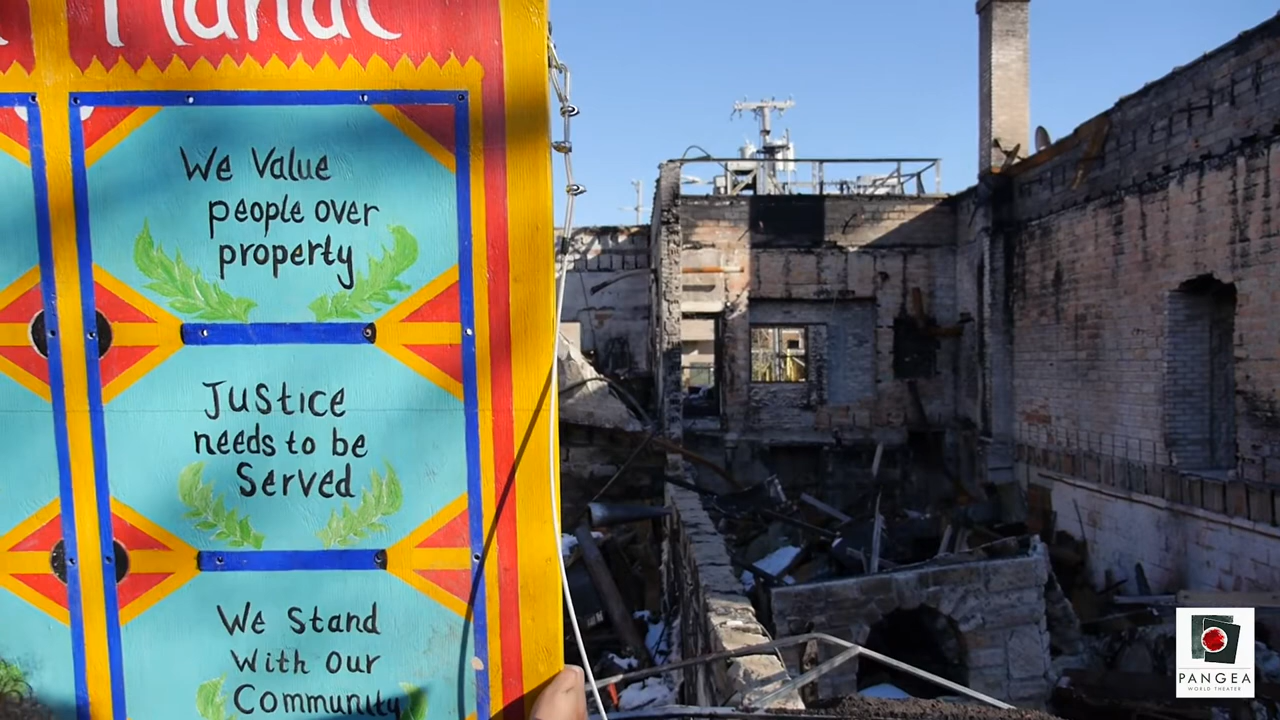 We Value
people over
property
Justice
needs to be
Served
We Stand
With Our
Community
PANGEA
WORLD THEATER